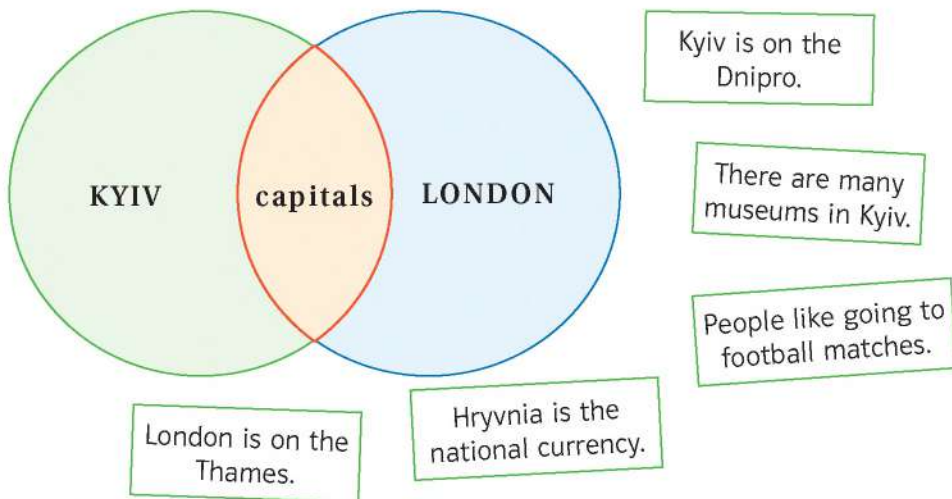 KYIV
capitals
LONDON
Kyiv is on the
Dnipro.
There are many
museums in Kyiv.
People like going to
football matches.
Hryvnia is the
national currency.
London is on the
Thames.